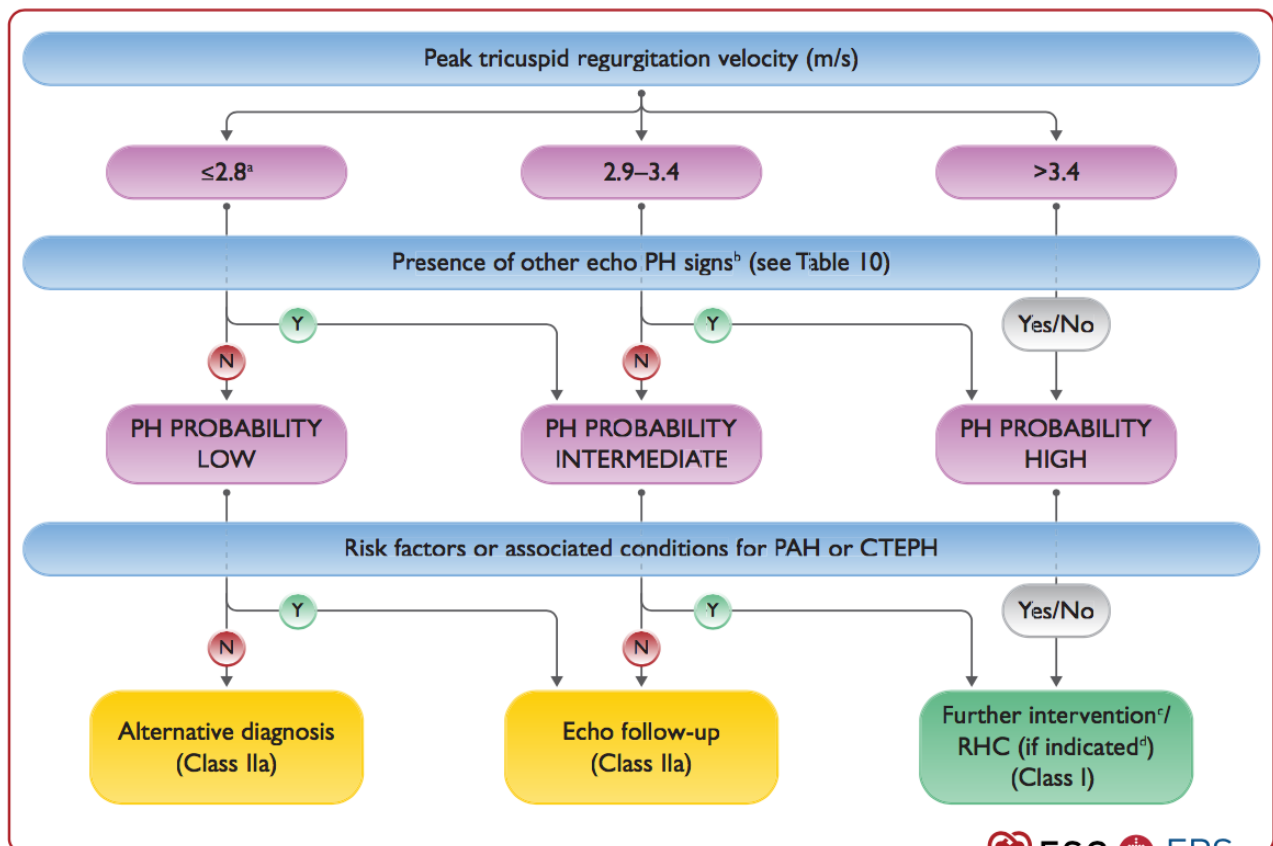 Peak tricuspid regurgitation velocity (m/s)
≤2.8ᵃ
2.9–3.4
>3.4
Presence of other echo PH signsᵇ (see Table 10)
Y
Y
Yes/No
N
N
PH PROBABILITY
LOW
PH PROBABILITY
INTERMEDIATE
PH PROBABILITY
HIGH
Risk factors or associated conditions for PAH or CTEPH
Y
Y
Yes/No
N
N
Alternative diagnosis
(Class IIa)
Echo follow-up
(Class IIa)
Further interventionᶜ/
RHC (if indicatedᵈ)
(Class I)